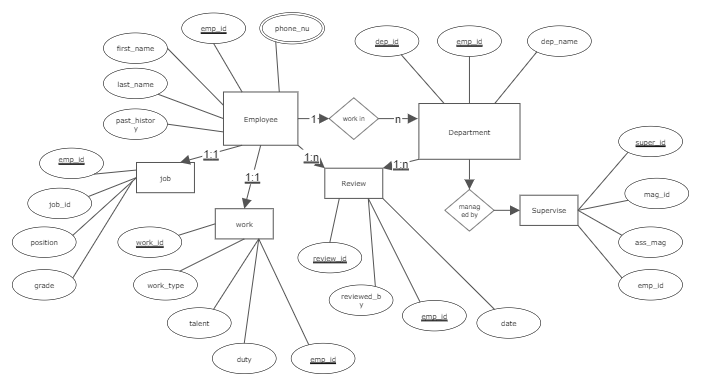 emp_id
phone_nu
first_name
dep_id
emp_id
dep_name
last_name
past_histor
y
Employee
1
work in
n
Department
super_id
emp_id
1:1
1:n
1:n
job
1:1
Review
mag_id
job_id
manag
ed by
Supervise
position
work_id
work
ass_mag
review_id
grade
work_type
reviewed_b
y
emp_id
emp_id
talent
date
duty
emp_id